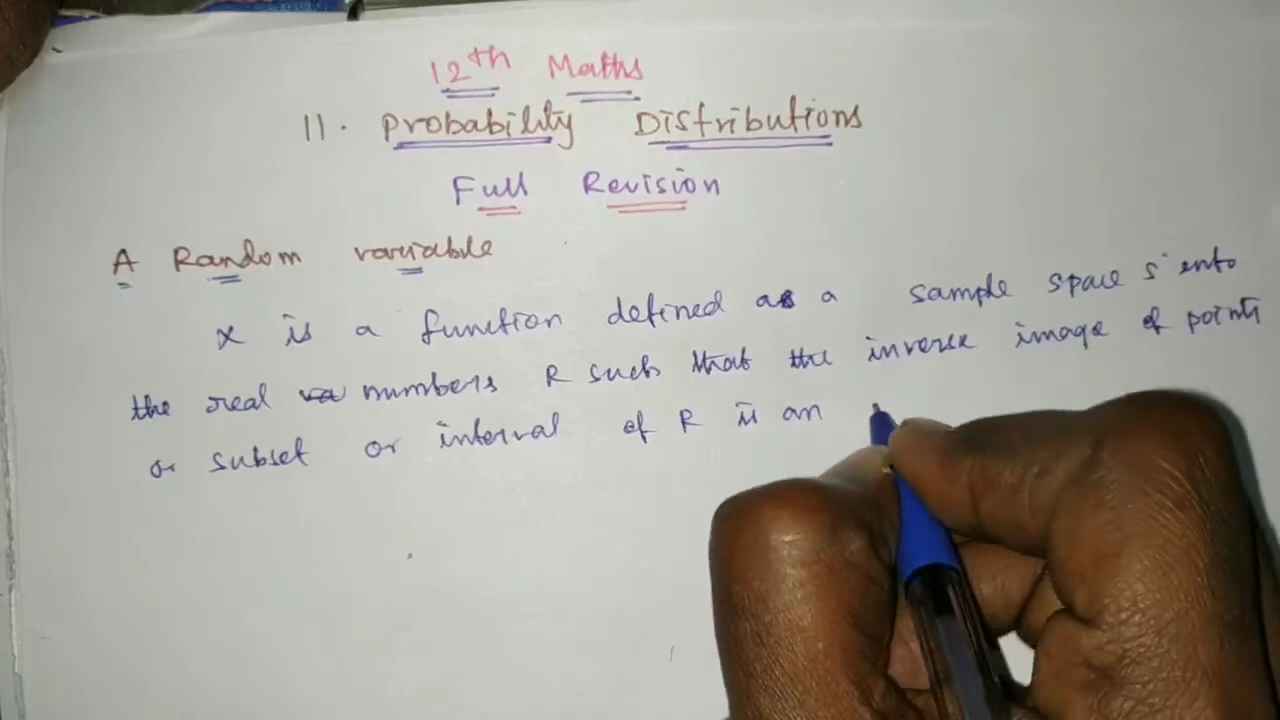 12th Maths
11. Probability Distributions
Full Revision
A Random variable
X is a function defined as a sample space S into
the real numbers R such that the inverse image of points
or subset or interval of R is an